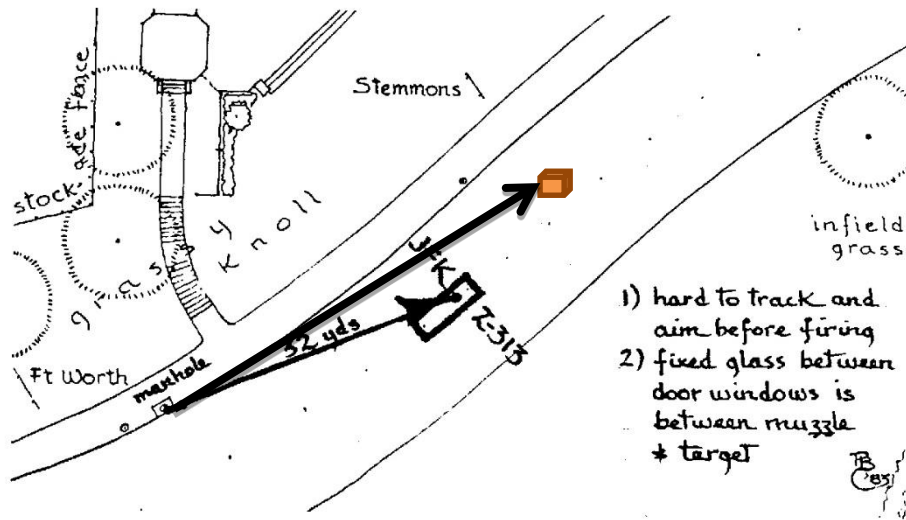 stockade fence
Stemmons
grassy
Knoll
infield
grass
JFK
Z-313
32 yds
manhole
Ft Worth
1) hard to track and
aim before firing
2) fixed glass between
door windows is
between muzzle
* target